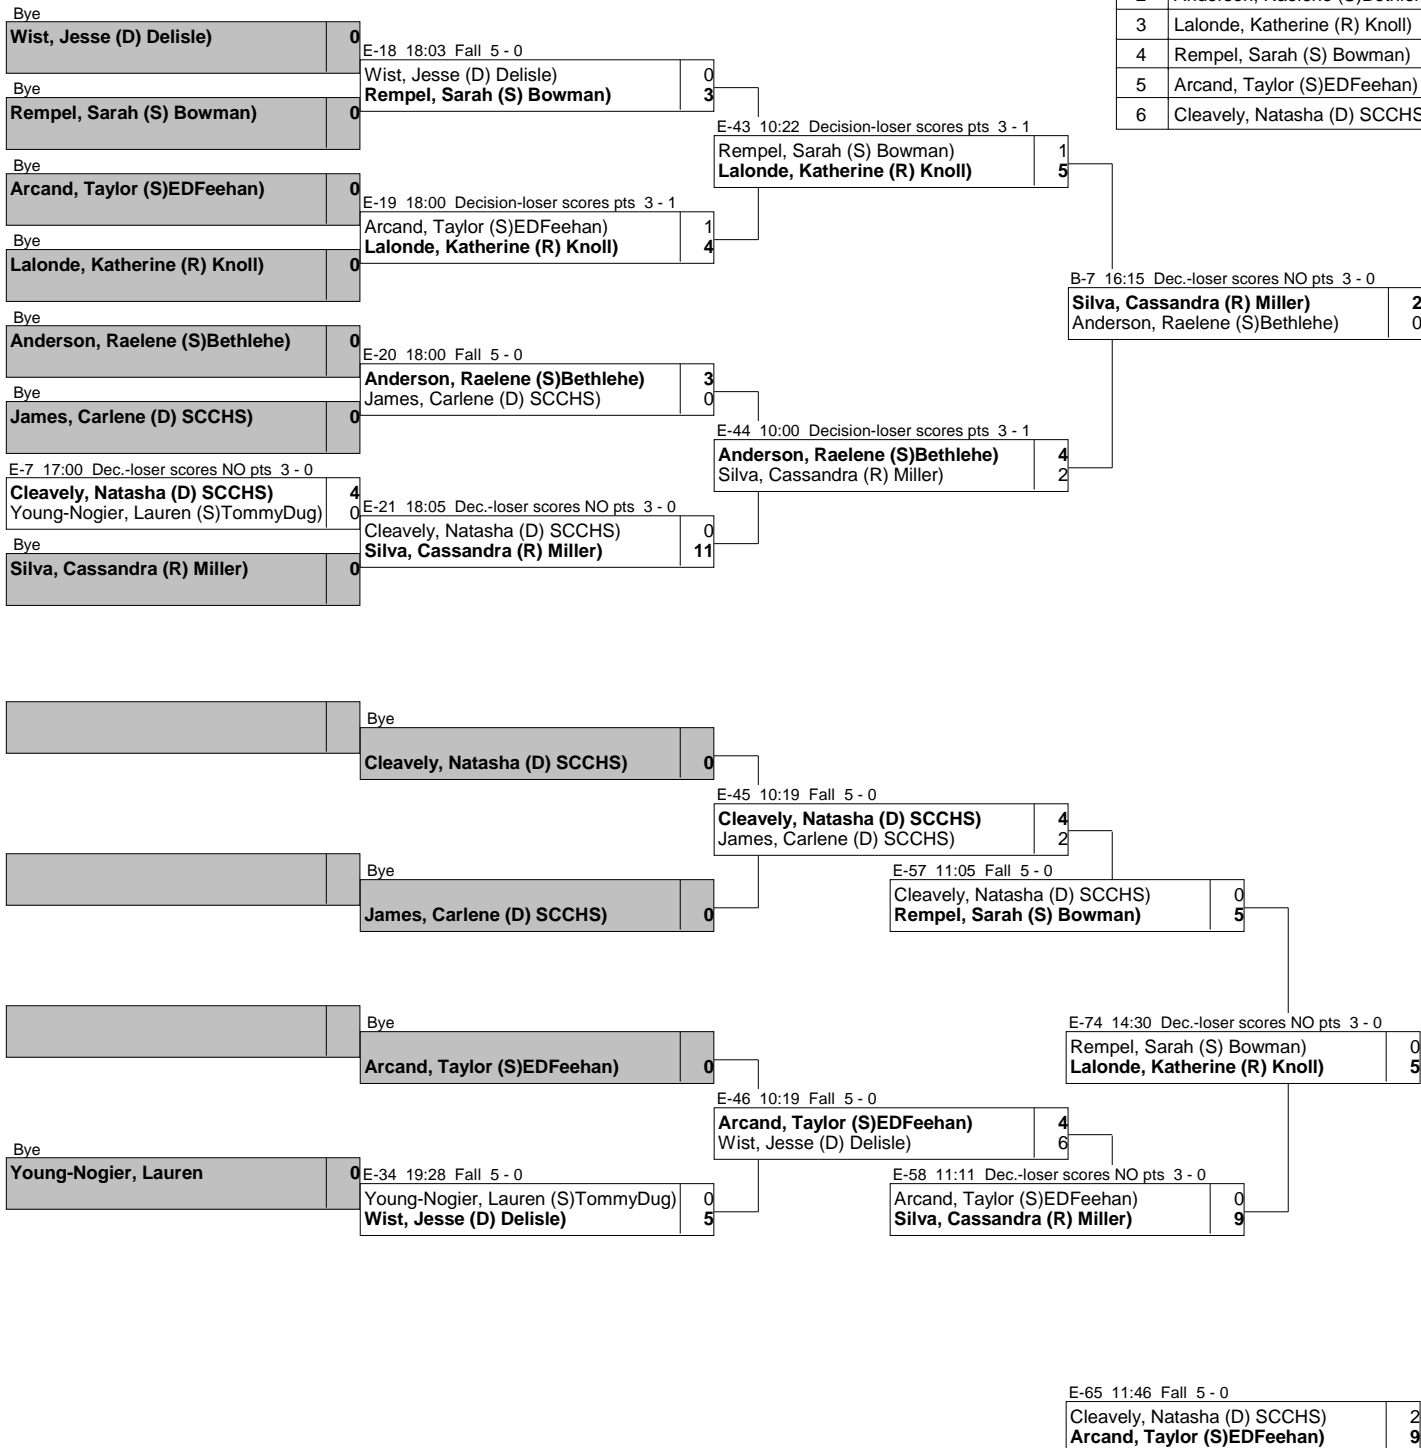 Bye
Wist, Jesse (D) Delisle) 0
Bye
Rempel, Sarah (S) Bowman) 0
Bye
Arcand, Taylor (S)EDFeehan) 0
Bye
Lalonde, Katherine (R) Knoll) 0
Bye
Anderson, Raelene (S)Bethlehe) 0
Bye
James, Carlene (D) SCCHS) 0
E-7 17:00 Dec.-loser scores NO pts 3 - 0
Cleavely, Natasha (D) SCCHS) 4
Young-Nogier, Lauren (S)TommyDug) 0
Bye
Silva, Cassandra (R) Miller) 0
E-18 18:03 Fall 5 - 0
Wist, Jesse (D) Delisle) 0
Rempel, Sarah (S) Bowman) 3
E-19 18:00 Decision-loser scores pts 3 - 1
Arcand, Taylor (S)EDFeehan) 1
Lalonde, Katherine (R) Knoll) 4
E-20 18:00 Fall 5 - 0
Anderson, Raelene (S)Bethlehe) 3
James, Carlene (D) SCCHS) 0
E-21 18:05 Dec.-loser scores NO pts 3 - 0
Cleavely, Natasha (D) SCCHS) 0
Silva, Cassandra (R) Miller) 11
E-43 10:22 Decision-loser scores pts 3 - 1
Rempel, Sarah (S) Bowman) 1
Lalonde, Katherine (R) Knoll) 5
E-44 10:00 Decision-loser scores pts 3 - 1
Anderson, Raelene (S)Bethlehe) 4
Silva, Cassandra (R) Miller) 2
3 Lalonde, Katherine (R) Knoll)
4 Rempel, Sarah (S) Bowman)
5 Arcand, Taylor (S)EDFeehan)
6 Cleavely, Natasha (D) SCCHS
B-7 16:15 Dec.-loser scores NO pts 3 - 0
Silva, Cassandra (R) Miller) 2
Anderson, Raelene (S)Bethlehe) 0
Bye
Cleavely, Natasha (D) SCCHS) 0
Bye
James, Carlene (D) SCCHS) 0
Bye
Arcand, Taylor (S)EDFeehan) 0
Bye
Young-Nogier, Lauren 0
E-34 19:28 Fall 5 - 0
Young-Nogier, Lauren (S)TommyDug) 0
Wist, Jesse (D) Delisle) 5
E-45 10:19 Fall 5 - 0
Cleavely, Natasha (D) SCCHS) 4
James, Carlene (D) SCCHS) 2
E-46 10:19 Fall 5 - 0
Arcand, Taylor (S)EDFeehan) 4
Wist, Jesse (D) Delisle) 6
E-57 11:05 Fall 5 - 0
Cleavely, Natasha (D) SCCHS) 0
Rempel, Sarah (S) Bowman) 5
E-58 11:11 Dec.-loser scores NO pts 3 - 0
Arcand, Taylor (S)EDFeehan) 0
Silva, Cassandra (R) Miller) 9
E-74 14:30 Dec.-loser scores NO pts 3 - 0
Rempel, Sarah (S) Bowman) 0
Lalonde, Katherine (R) Knoll) 5
E-65 11:46 Fall 5 - 0
Cleavely, Natasha (D) SCCHS) 2
Arcand, Taylor (S)EDFeehan) 9